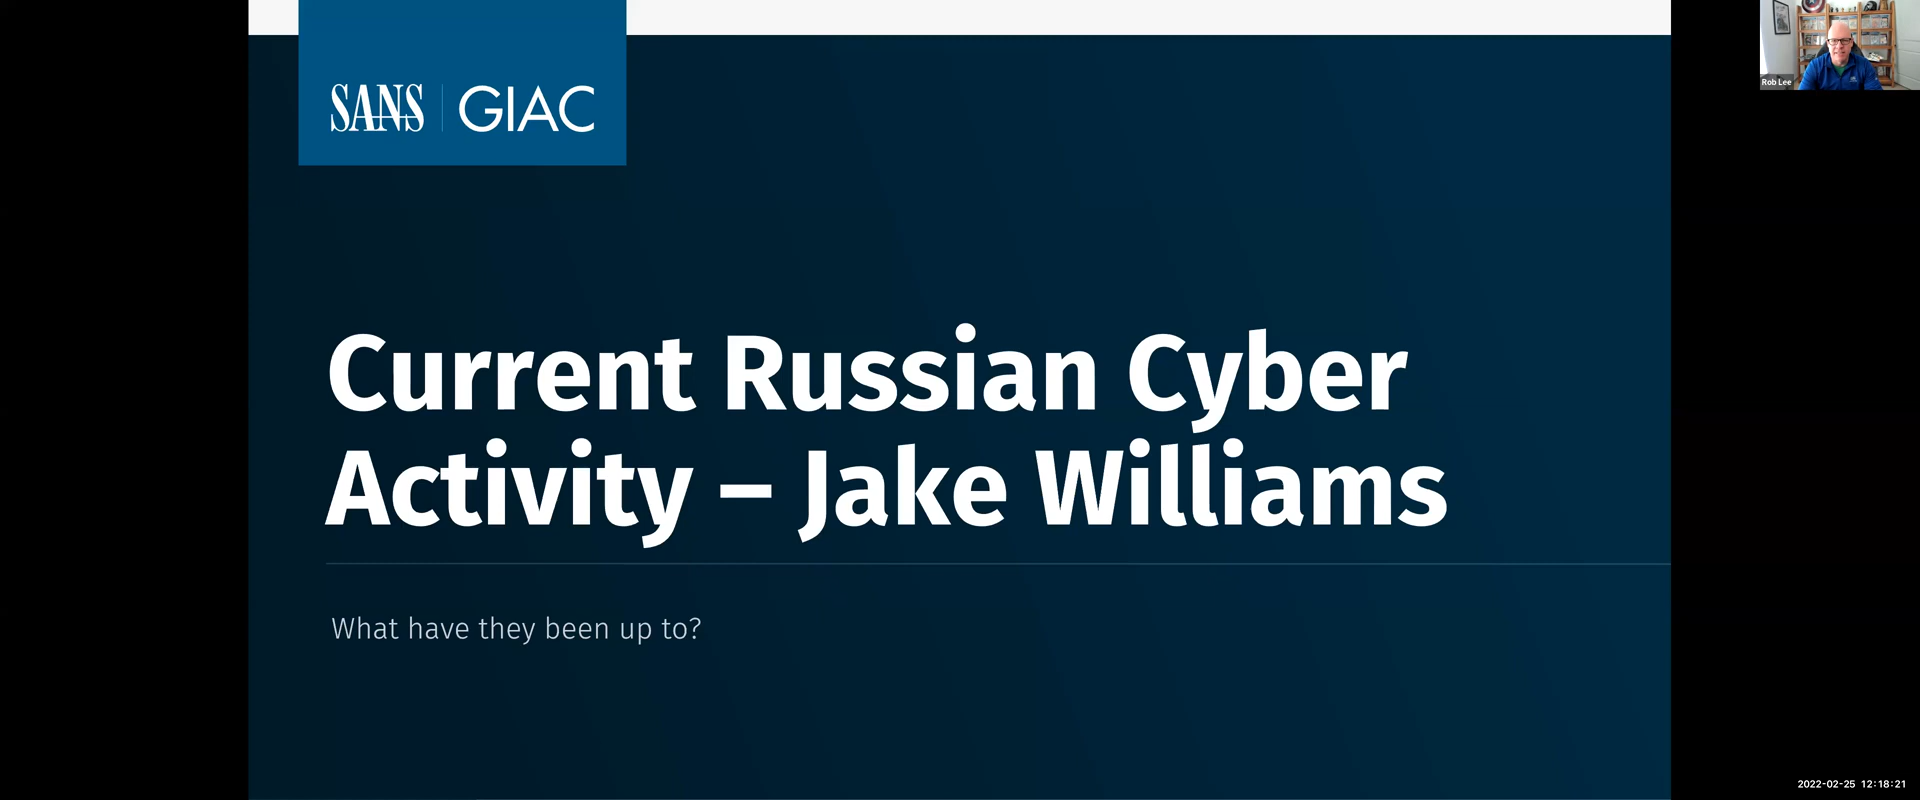 SANS | GIAC
Rob Lee
Current Russian Cyber
Activity – Jake Williams
What have they been up to?
2022-02-25 12:18:21